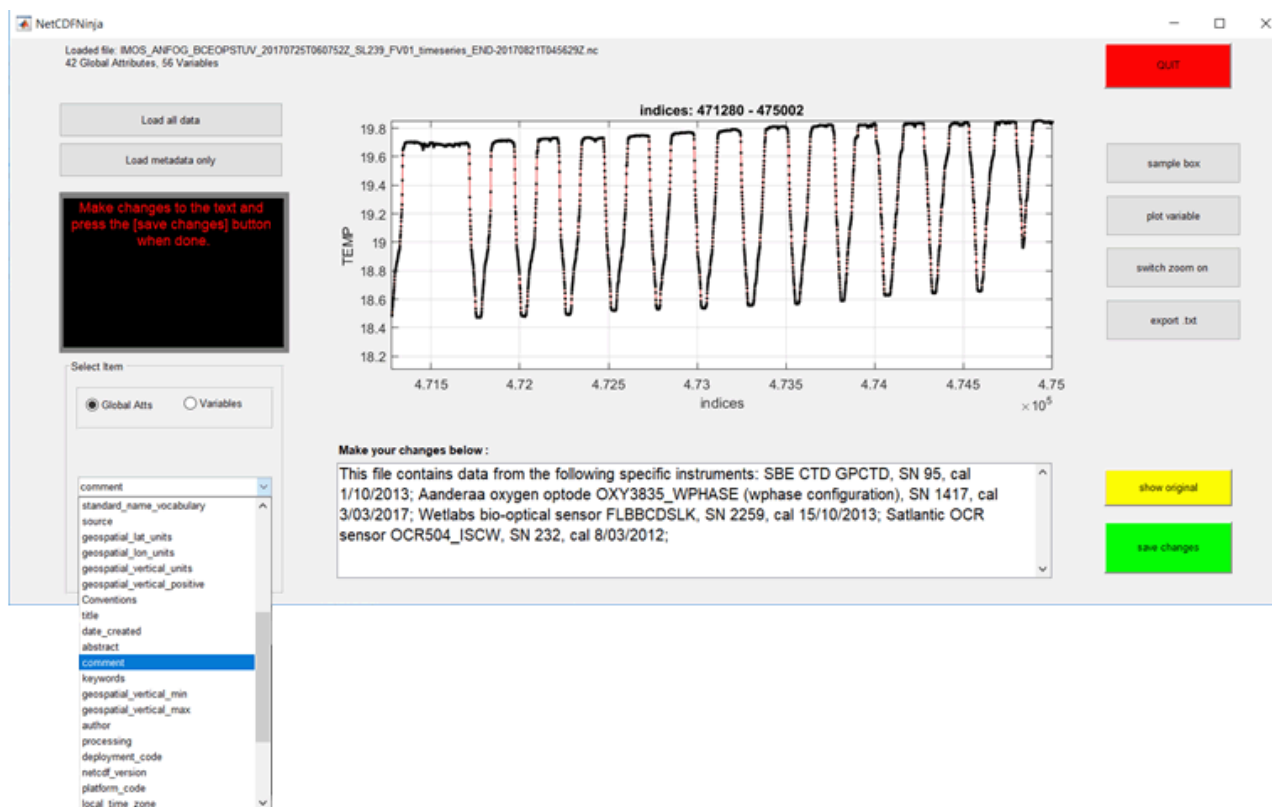 NetCDFNinja
Loaded file: IMOS_ANFOG_BCEOPSTUV_20170725T060752Z_SL239_FV01_timeseries_END-20170821T045629Z.nc
42 Global Attributes, 56 Variables
QUIT
Load all data
Load metadata only
Make changes to the text and
press the [save changes] button
when done.
indices: 471280 - 475002
TEMP
19.8
19.6
19.4
19.2
19
18.8
18.6
18.4
18.2
4.715
4.72
4.725
4.73
4.735
4.74
4.745
4.75
indices
×10⁵
sample box
plot variable
switch zoom on
export .txt
Select Item
Global Atts
Variables
comment
standard_name_vocabulary
source
geospatial_lat_units
geospatial_lon_units
geospatial_vertical_units
geospatial_vertical_positive
Conventions
title
date_created
abstract
comment
keywords
geospatial_vertical_min
geospatial_vertical_max
author
processing
deployment_code
netcdf_version
platform_code
local_time_zone
Make your changes below :
This file contains data from the following specific instruments: SBE CTD GPCTD, SN 95, cal
1/10/2013; Aanderaa oxygen optode OXY3835_WPHASE (wphase configuration), SN 1417, cal
3/03/2017; Wetlabs bio-optical sensor FLBBCDSLK, SN 2259, cal 15/10/2013; Satlantic OCR
sensor OCR504_ISCW, SN 232, cal 8/03/2012;
show original
save changes